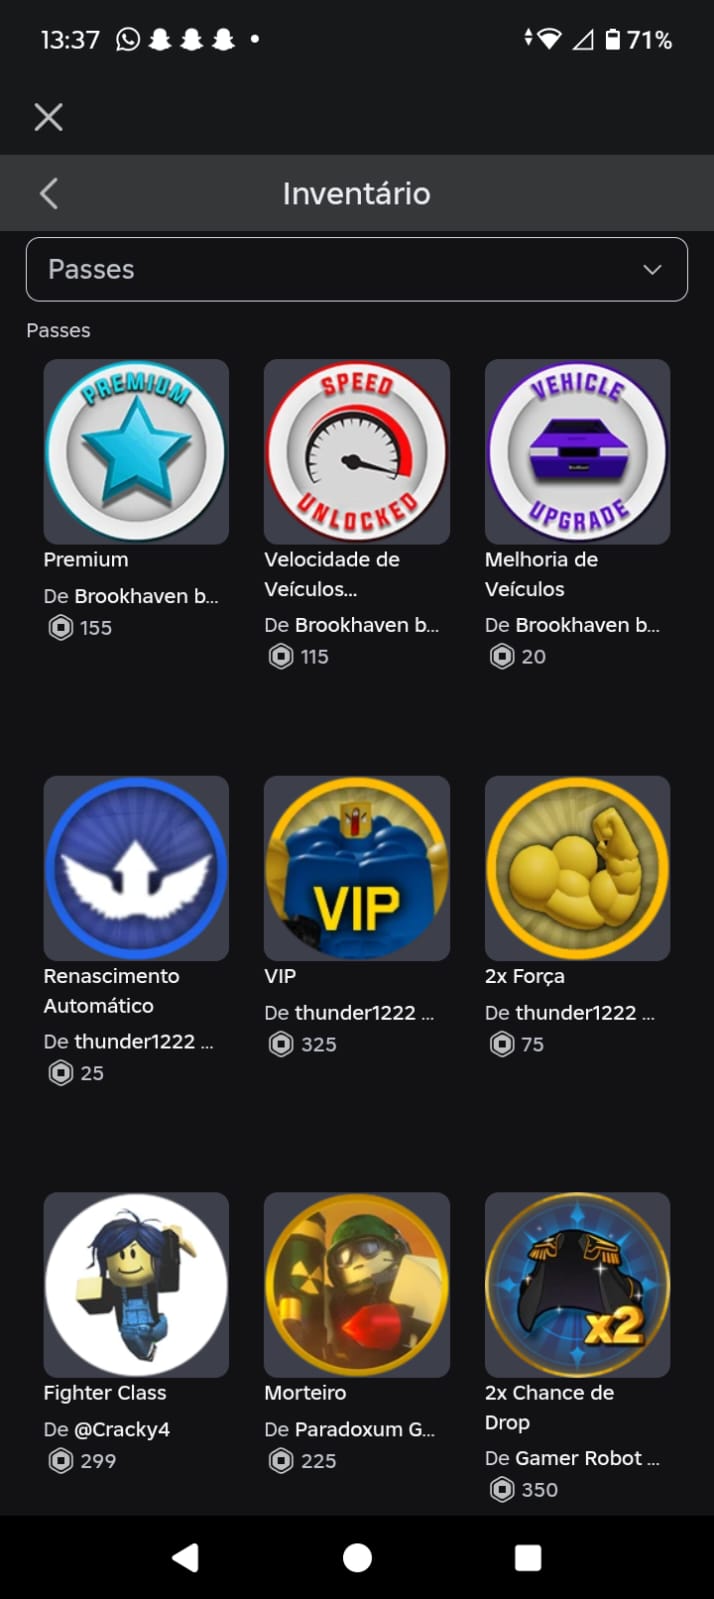 13:37
71%
Inventário
Passes
Passes
PREMIUM
SPEED UNLOCKED
VEHICLE UPGRADE
Premium
De Brookhaven b...
155
Velocidade de
Veículos...
De Brookhaven b...
115
Melhoria de
Veículos
De Brookhaven b...
20
VIP
Renascimento
Automático
De thunder1222 ...
25
VIP
De thunder1222 ...
325
2x Força
De thunder1222 ...
75
x2
Fighter Class
De @Cracky4
299
Morteiro
De Paradoxum G...
225
2x Chance de
Drop
De Gamer Robot ...
350